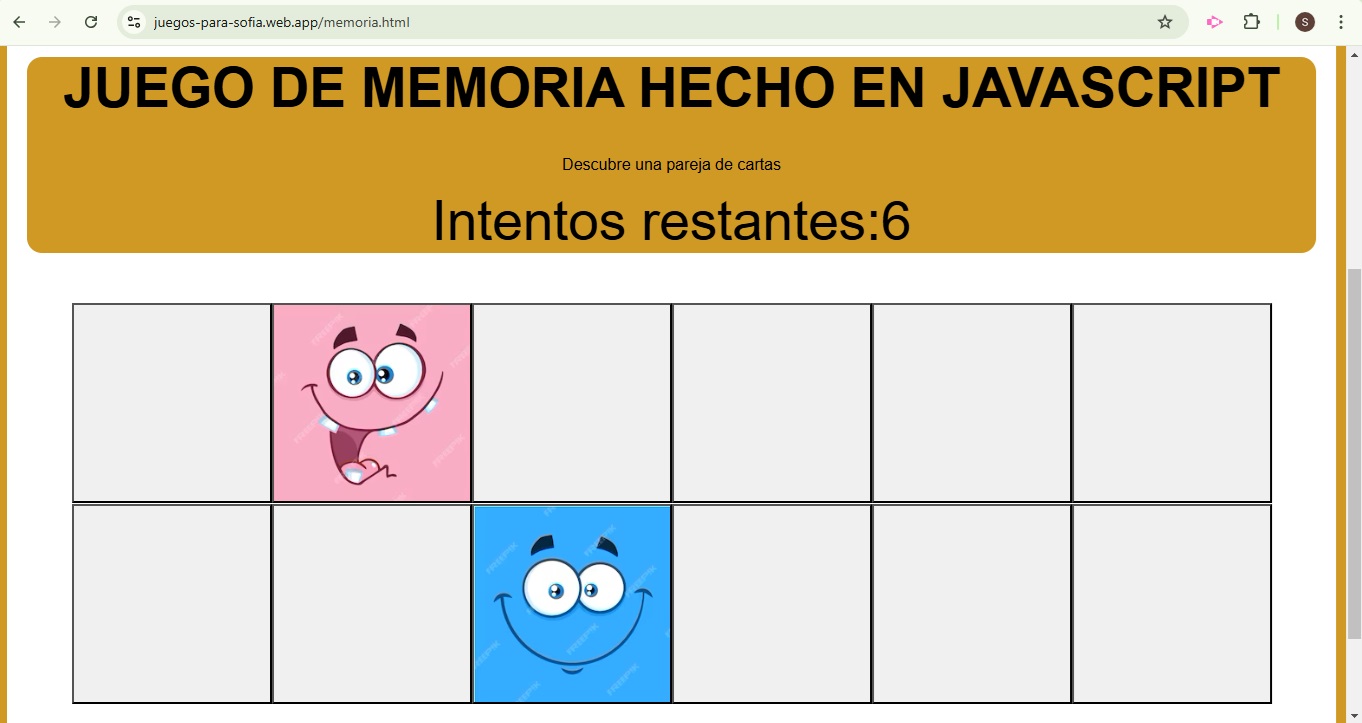 juegos-para-sofia.web.app/memoria.html
S
JUEGO DE MEMORIA HECHO EN JAVASCRIPT
Descubre una pareja de cartas
Intentos restantes:6